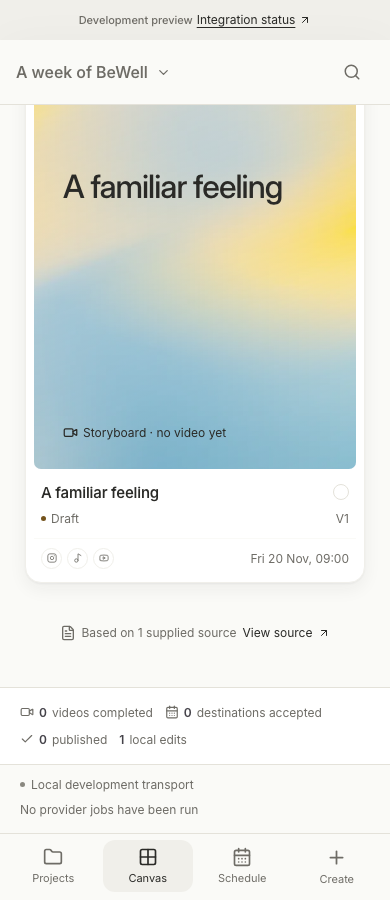 Development preview Integration status
A week of BeWell
A familiar feeling
Storyboard · no video yet
A familiar feeling
Draft V1
Fri 20 Nov, 09:00
Based on 1 supplied source View source
0 videos completed 0 destinations accepted
0 published 1 local edits
Local development transport
No provider jobs have been run
Projects Canvas Schedule Create